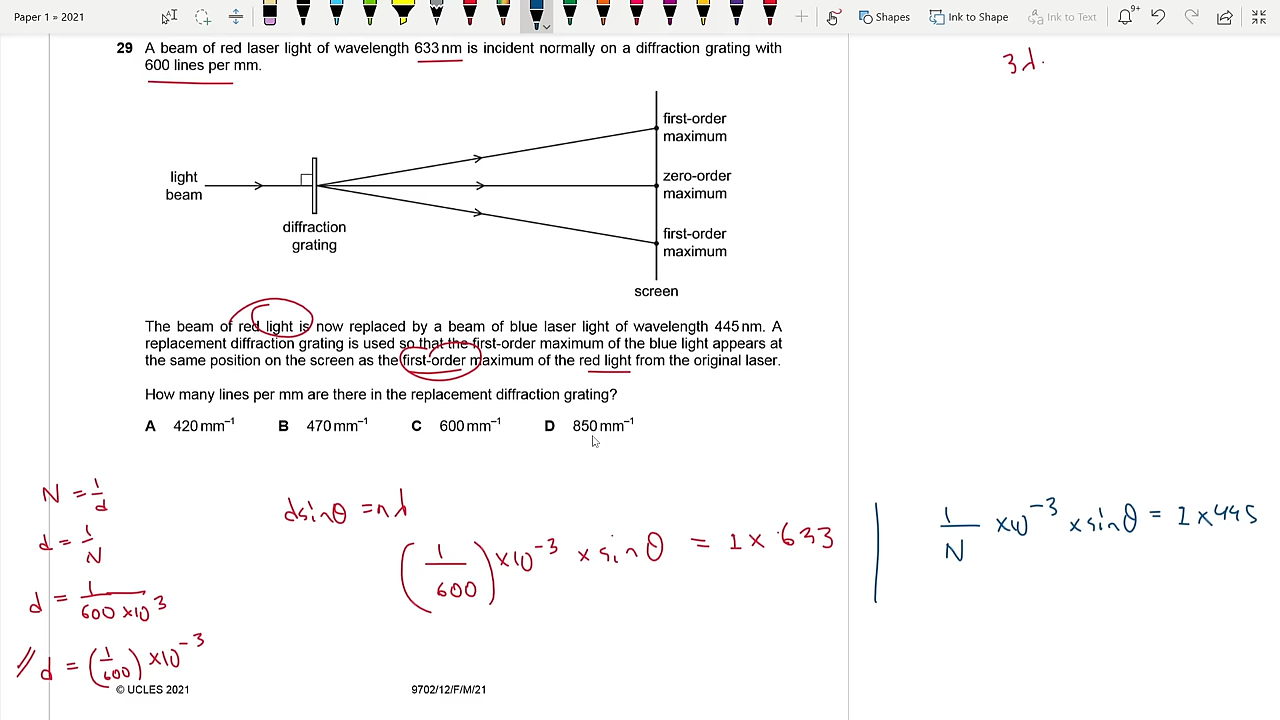 Paper 1 » 2021
Shapes
Ink to Shape
Ink to Text
9+
29 A beam of red laser light of wavelength 633 nm is incident normally on a diffraction grating with
600 lines per mm.
3λ.
first-order
maximum
light
beam
zero-order
maximum
diffraction
grating
first-order
maximum
screen
The beam of red light is now replaced by a beam of blue laser light of wavelength 445 nm. A
replacement diffraction grating is used so that the first-order maximum of the blue light appears at
the same position on the screen as the first-order maximum of the red light from the original laser.
How many lines per mm are there in the replacement diffraction grating?
A 420 mm⁻¹ B 470 mm⁻¹ C 600 mm⁻¹ D 850 mm⁻¹
N = 1/d
d = 1/N
d = 1/600 × 10³
// d = (1/600) × 10⁻³
d sin θ = nλ
(1/600) × 10⁻³ × sin θ = 1 × 633
1/N × 10⁻³ × sin θ = 1 × 445
© UCLES 2021
9702/12/F/M/21